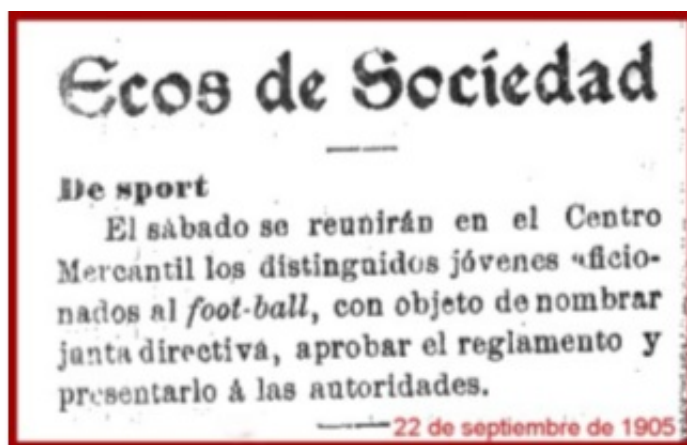 Ecos de Sociedad
De sport
El sábado se reunirán en el Centro
Mercantil los distinguidos jóvenes aficio-
nados al foot-ball, con objeto de nombrar
junta directiva, aprobar el reglamento y
presentarlo á las autoridades.
22 de septiembre de 1905